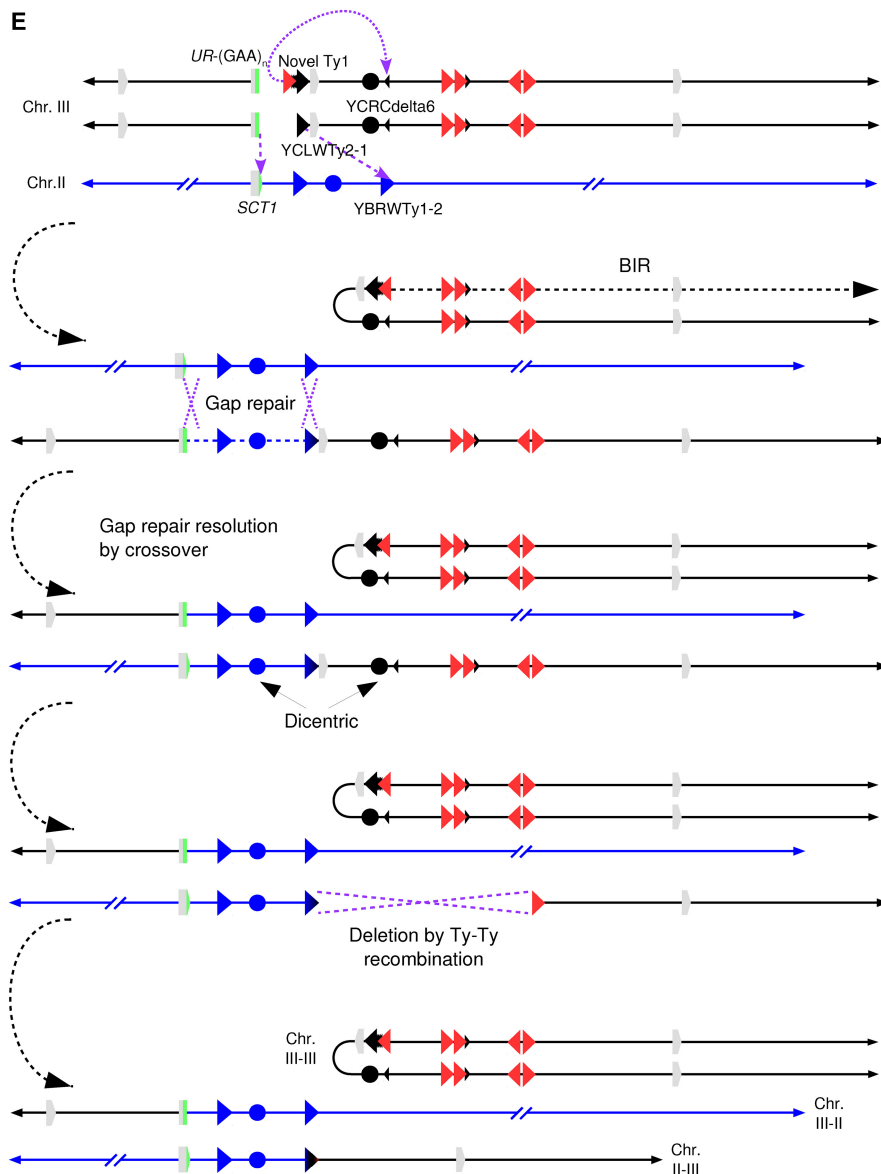 E
UR-(GAA)n
Novel Ty1
Chr. III
YCRCdelta6
YCLWTy2-1
Chr.II
SCT1
YBRWTy1-2
BIR
Gap repair
Gap repair resolution
by crossover
Dicentric
Deletion by Ty-Ty
recombination
Chr.
III-III
Chr.
III-II
Chr.
II-III